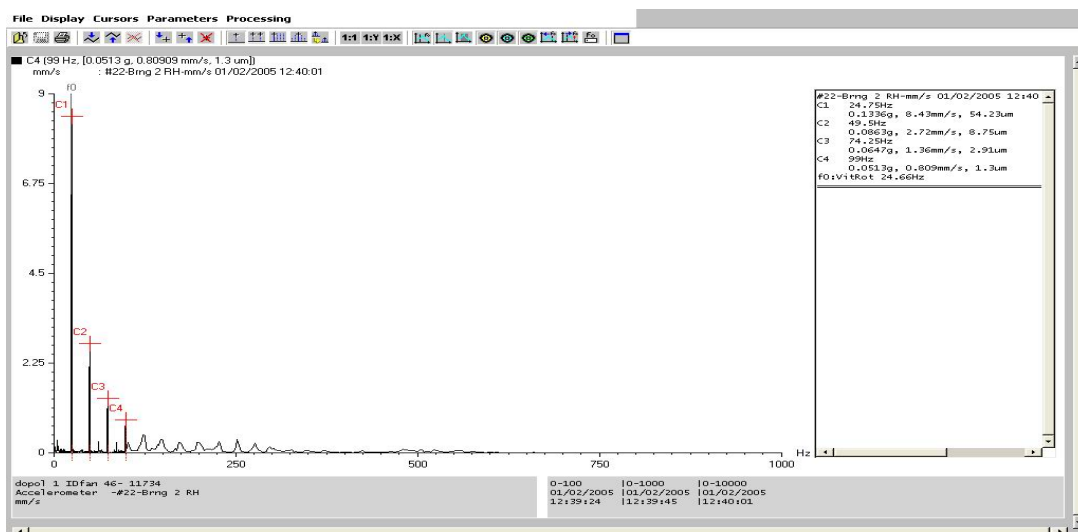 File Display Cursors Parameters Processing
1:1 1:Y 1:X
C4 (99 Hz, [0.0513 g, 0.80909 mm/s, 1.3 um])
mm/s : #22-Brng 2 RH-mm/s 01/02/2005 12:40:01
f0
9
C1
6.75
4.5
C2
2.25
C3
C4
0
0 250 500 750 1000
Hz
#22-Brng 2 RH-mm/s 01/02/2005 12:40
C1 24.75Hz
0.1336g, 8.43mm/s, 54.23um
C2 49.5Hz
0.0863g, 2.72mm/s, 8.75um
C3 74.25Hz
0.0647g, 1.36mm/s, 2.91um
C4 99Hz
0.0513g, 0.809mm/s, 1.3um
f0:VitRot 24.66Hz
dopol 1 IDfan 46- 11734
Accelerometer -#22-Brng 2 RH
mm/s
0-100 |0-1000 |0-10000
01/02/2005 |01/02/2005 |01/02/2005
12:39:24 |12:39:45 |12:40:01